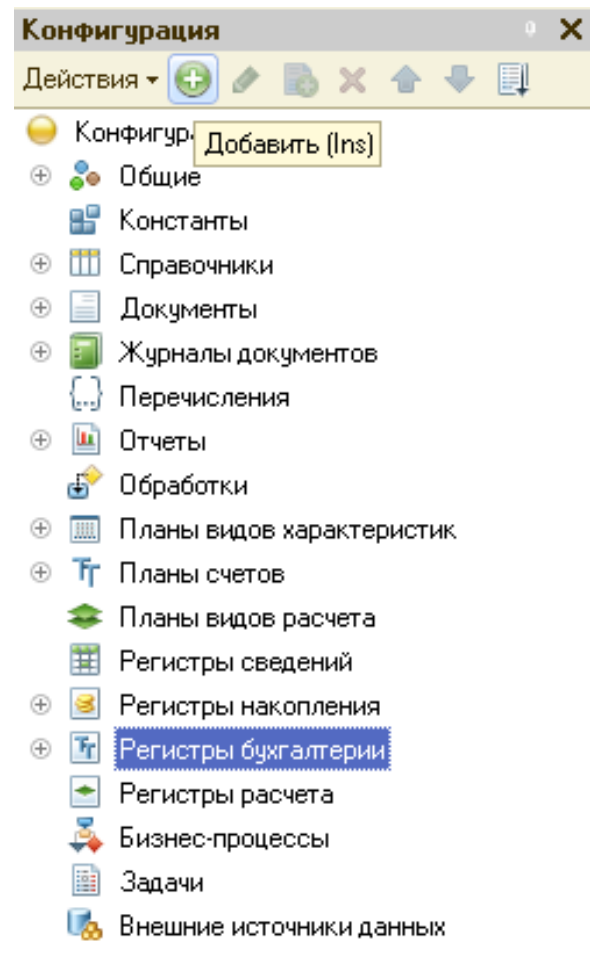 Конфигурация
Действия
Конфигур
Добавить (Ins)
Общие
Константы
Справочники
Документы
Журналы документов
Перечисления
Отчеты
Обработки
Планы видов характеристик
Планы счетов
Планы видов расчета
Регистры сведений
Регистры накопления
Регистры бухгалтерии
Регистры расчета
Бизнес-процессы
Задачи
Внешние источники данных